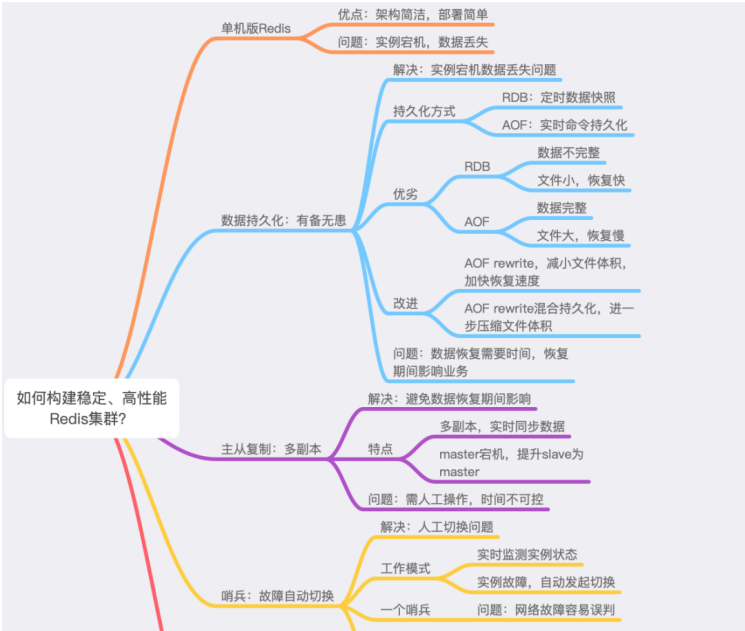 如何构建稳定、高性能
Redis集群？
单机版Redis
优点：架构简洁，部署简单
问题：实例宕机，数据丢失
数据持久化：有备无患
解决：实例宕机数据丢失问题
持久化方式
RDB：定时数据快照
AOF：实时命令持久化
优劣
RDB
数据不完整
文件小，恢复快
AOF
数据完整
文件大，恢复慢
改进
AOF rewrite，减小文件体积，
加快恢复速度
AOF rewrite混合持久化，进一
步压缩文件体积
问题：数据恢复需要时间，恢复
期间影响业务
主从复制：多副本
解决：避免数据恢复期间影响
特点
多副本，实时同步数据
master宕机，提升slave为
master
问题：需人工操作，时间不可控
哨兵：故障自动切换
解决：人工切换问题
工作模式
实时监测实例状态
实例故障，自动发起切换
一个哨兵
问题：网络故障容易误判